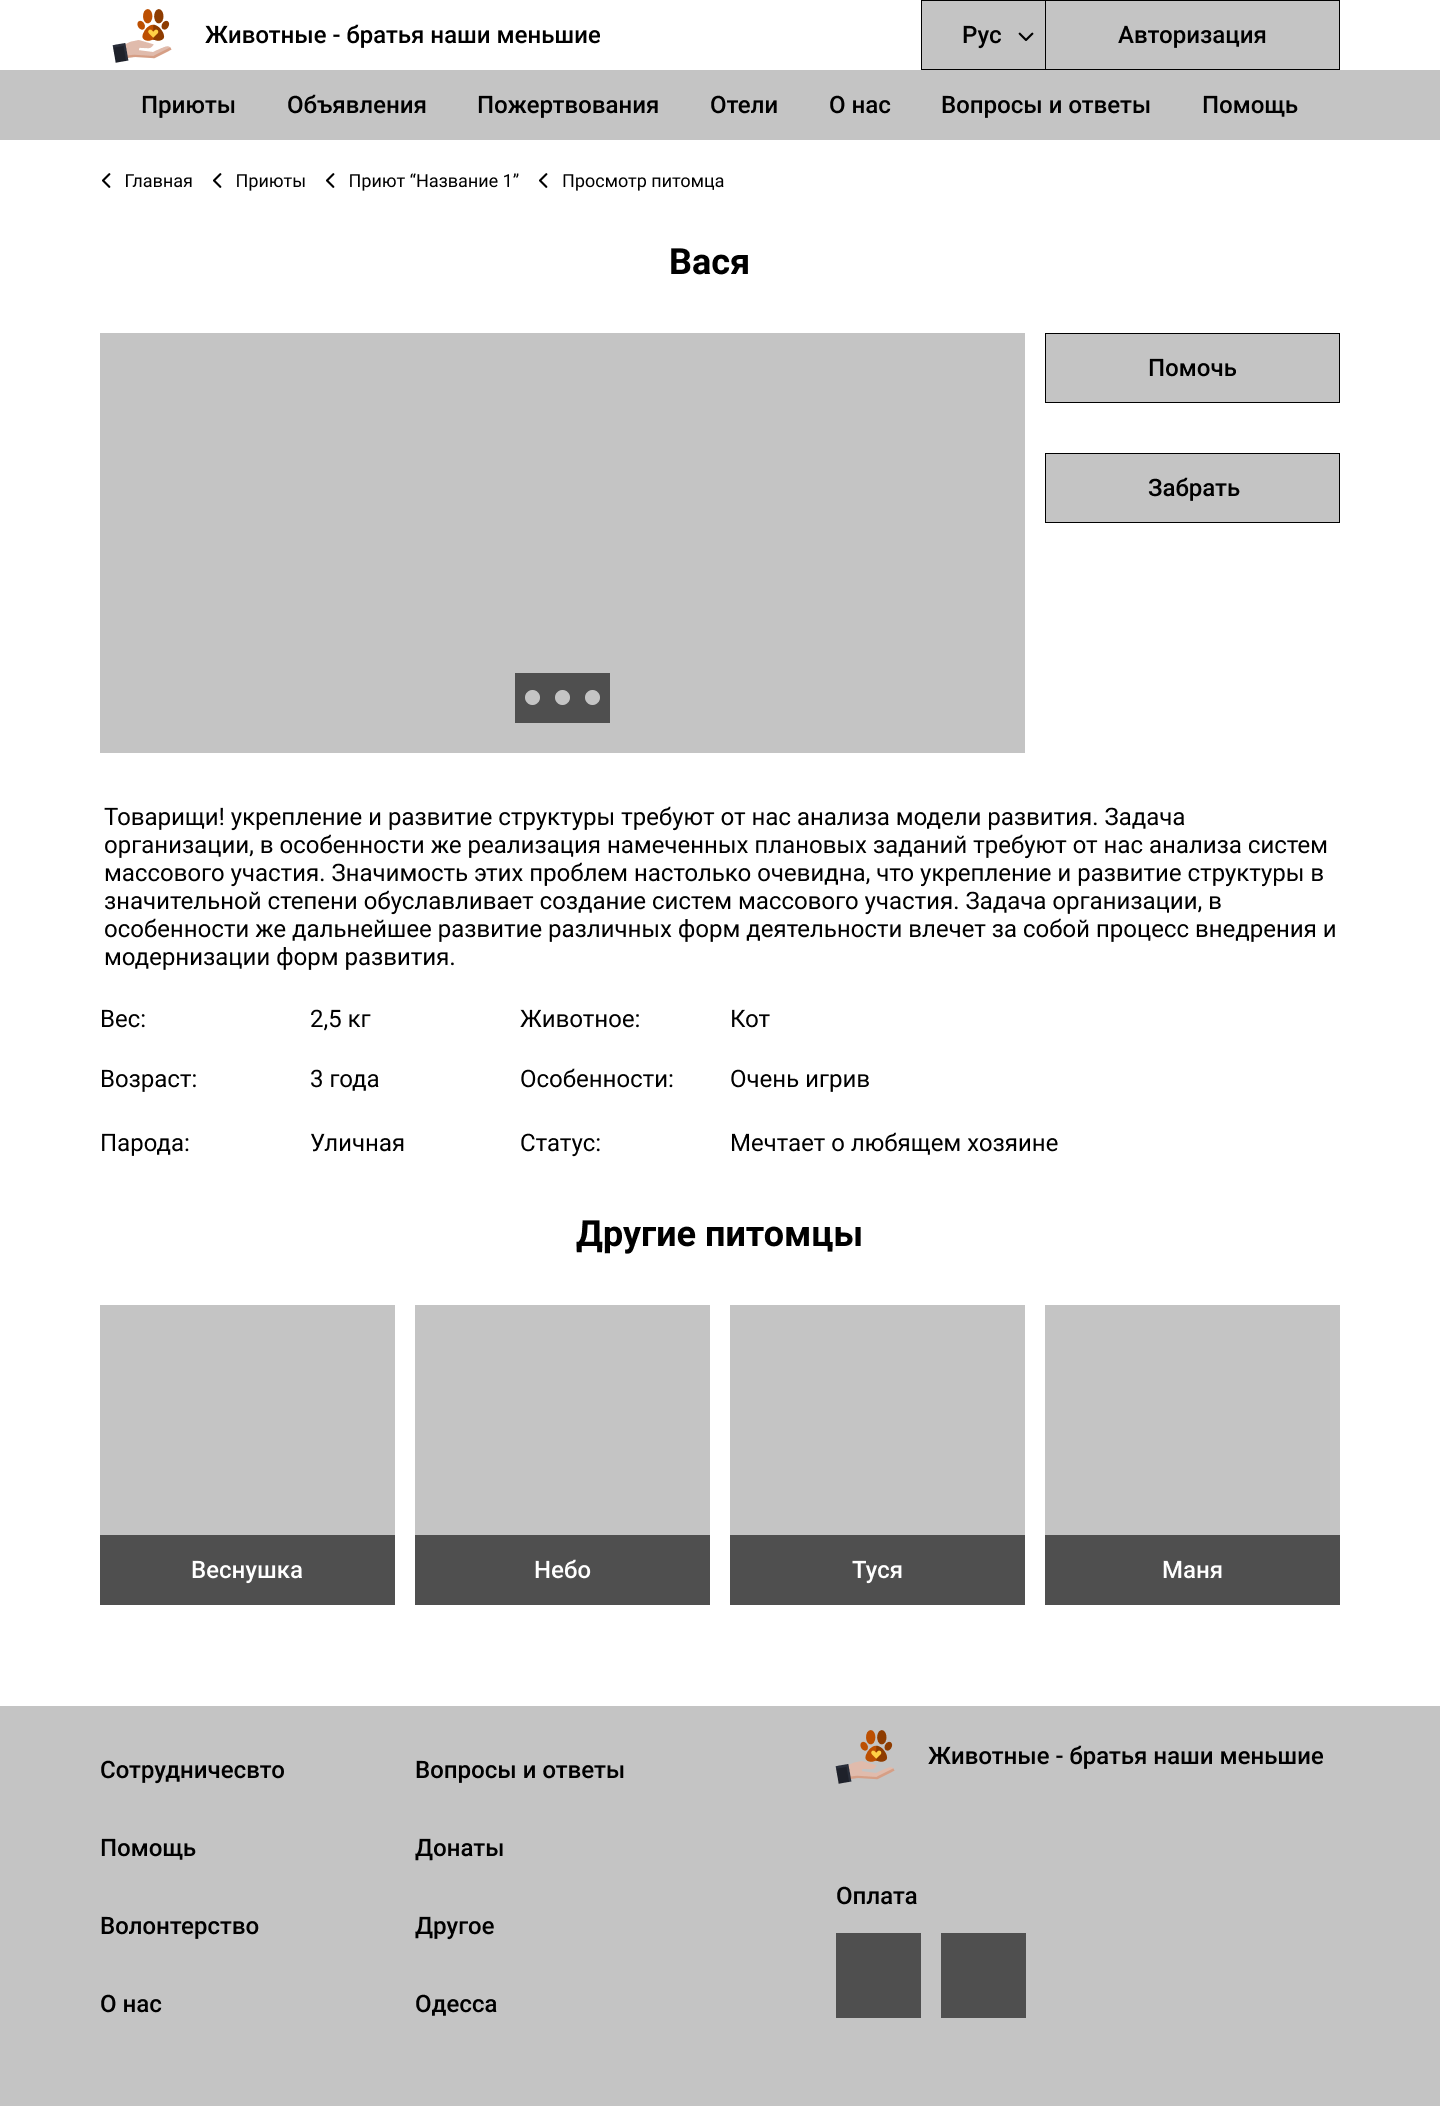 Животные - братья наши меньшие
Рус
Авторизация
Приюты
Объявления
Пожертвования
Отели
О нас
Вопросы и ответы
Помощь
Главная
Приюты
Приют “Название 1”
Просмотр питомца
Вася
Помочь
Забрать
Товарищи! укрепление и развитие структуры требуют от нас анализа модели развития. Задача
организации, в особенности же реализация намеченных плановых заданий требуют от нас анализа систем
массового участия. Значимость этих проблем настолько очевидна, что укрепление и развитие структуры в
значительной степени обуславливает создание систем массового участия. Задача организации, в
особенности же дальнейшее развитие различных форм деятельности влечет за собой процесс внедрения и
модернизации форм развития.
Вес:
2,5 кг
Животное:
Кот
Возраст:
3 года
Особенности:
Очень игрив
Парода:
Уличная
Статус:
Мечтает о любящем хозяине
Другие питомцы
Веснушка
Небо
Туся
Маня
Сотрудничесвто
Помощь
Волонтерство
О нас
Вопросы и ответы
Донаты
Другое
Одесса
Животные - братья наши меньшие
Оплата